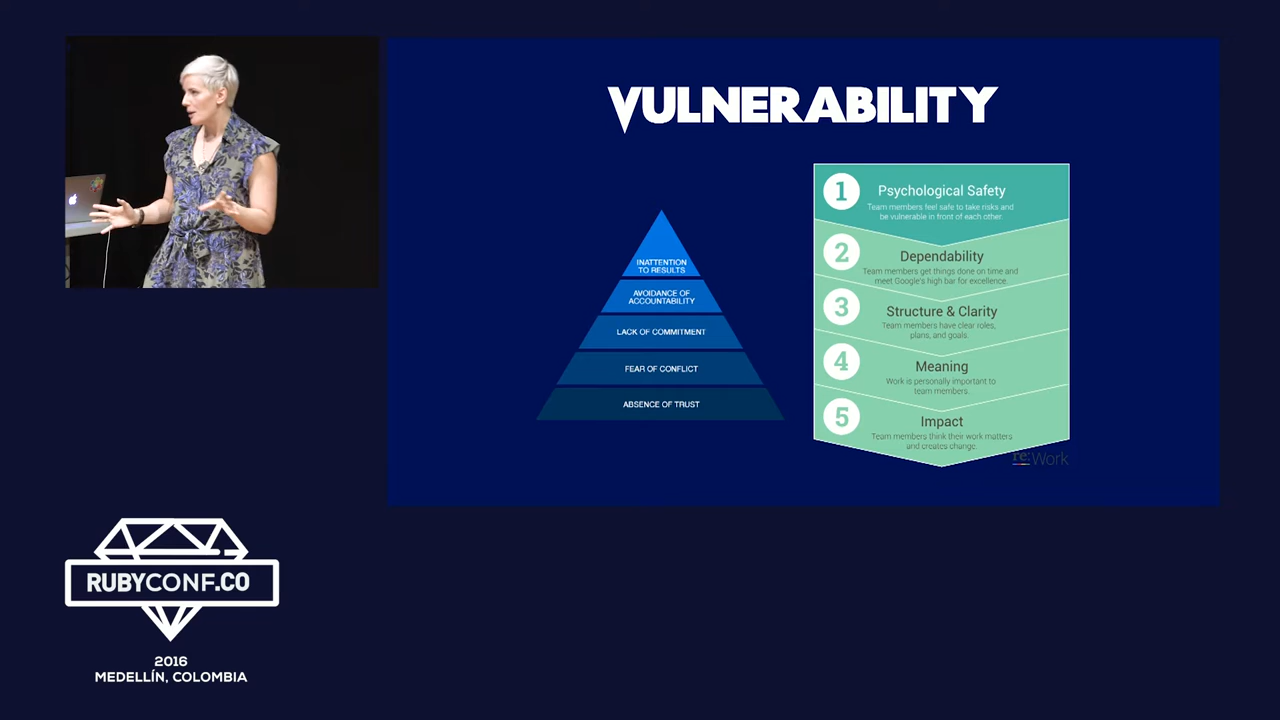 VULNERABILITY
INATTENTION
TO RESULTS
AVOIDANCE OF
ACCOUNTABILITY
LACK OF COMMITMENT
FEAR OF CONFLICT
ABSENCE OF TRUST
1
Psychological Safety
Team members feel safe to take risks and
be vulnerable in front of each other.
2
Dependability
Team members get things done on time and
meet Google's high bar for excellence.
3
Structure & Clarity
Team members have clear roles,
plans, and goals.
4
Meaning
Work is personally important to
team members.
5
Impact
Team members think their work matters
and creates change.
re:Work
RUBYCONF.CO
2016
MEDELLÍN, COLOMBIA